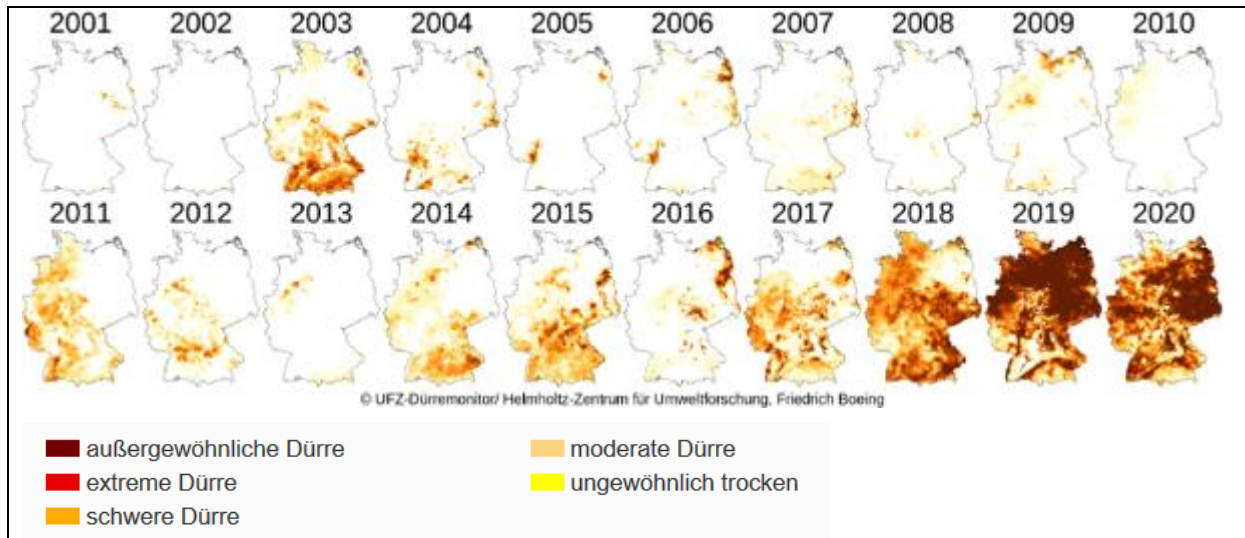 2001 2002 2003 2004 2005 2006 2007 2008 2009 2010
2011 2012 2013 2014 2015 2016 2017 2018 2019 2020
© UFZ-Dürremonitor/ Helmholtz-Zentrum für Umweltforschung, Friedrich Boeing
außergewöhnliche Dürre moderate Dürre
extreme Dürre ungewöhnlich trocken
schwere Dürre